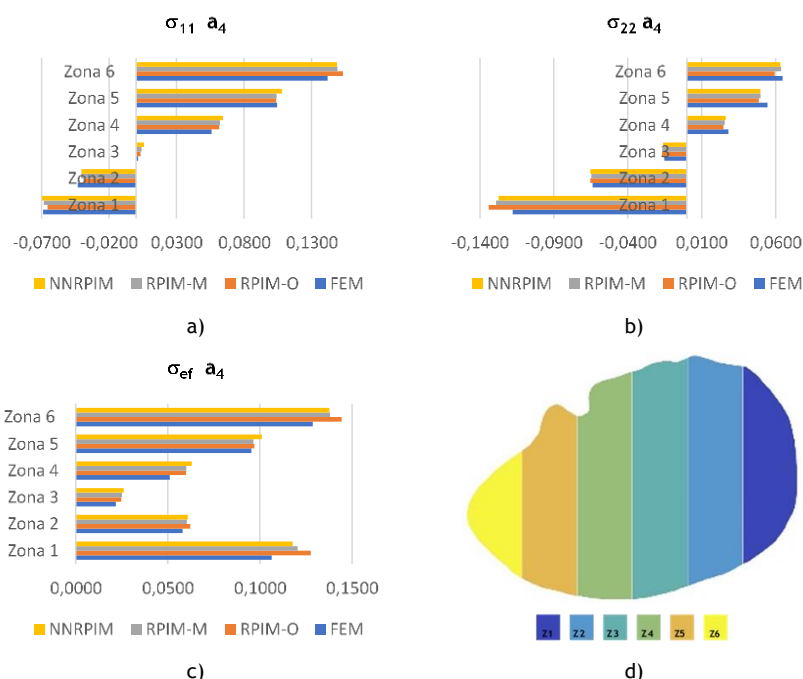 σ11 a4
Zona 6
Zona 5
Zona 4
Zona 3
Zona 2
Zona 1
-0,0700 -0,0200 0,0300 0,0800 0,1300
NNRPIM RPIM-M RPIM-O FEM
a)
σ22 a4
Zona 6
Zona 5
Zona 4
Zona 3
Zona 2
Zona 1
-0,1400 -0,0900 -0,0400 0,0100 0,0600
NNRPIM RPIM-M RPIM-O FEM
b)
σef a4
Zona 6
Zona 5
Zona 4
Zona 3
Zona 2
Zona 1
0,0000 0,0500 0,1000 0,1500
NNRPIM RPIM-M RPIM-O FEM
c)
Z1 Z2 Z3 Z4 Z5 Z6
d)